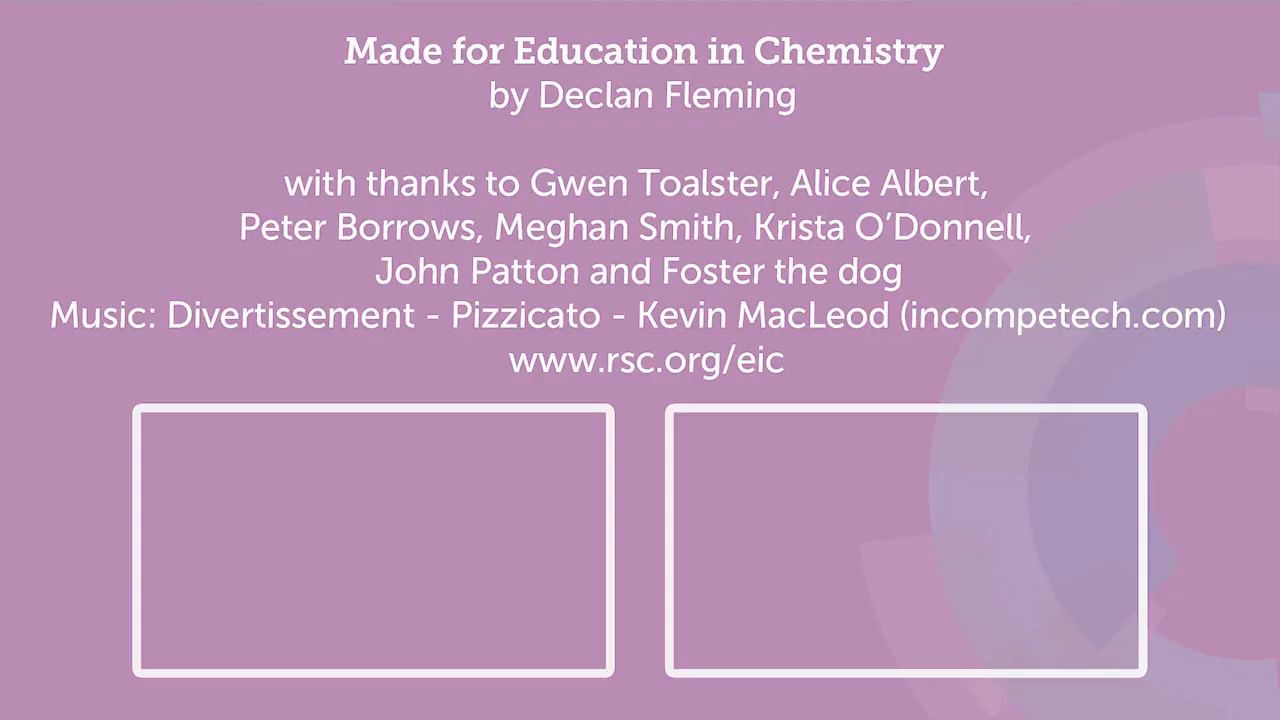 Made for Education in Chemistry
by Declan Fleming
with thanks to Gwen Toalster, Alice Albert,
Peter Borrows, Meghan Smith, Krista O’Donnell,
John Patton and Foster the dog
Music: Divertissement - Pizzicato - Kevin MacLeod (incompetech.com)
www.rsc.org/eic